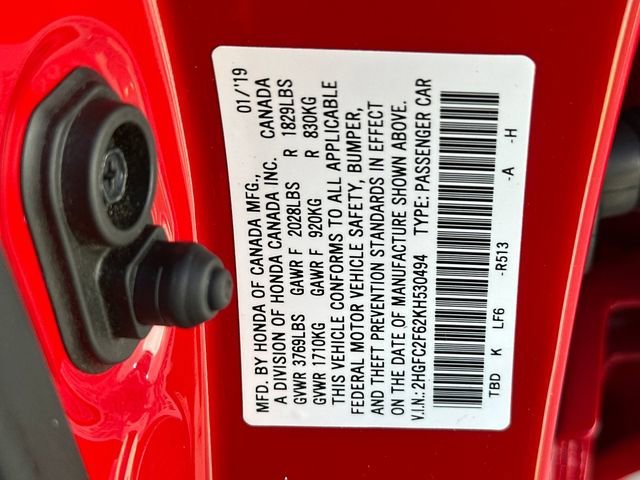 MFD. BY HONDA OF CANADA MFG., 01/'19
A DIVISION OF HONDA CANADA INC. CANADA
GVWR 3769LBS GAWR F 2028LBS R 1829LBS
GVWR 1710KG GAWR F 920KG R 830KG
THIS VEHICLE CONFORMS TO ALL APPLICABLE
FEDERAL MOTOR VEHICLE SAFETY, BUMPER,
AND THEFT PREVENTION STANDARDS IN EFFECT
ON THE DATE OF MANUFACTURE SHOWN ABOVE.
V.I.N.: 2HGFC2F62KH530494 TYPE: PASSENGER CAR
TBD K LF6 -R513 -A -H